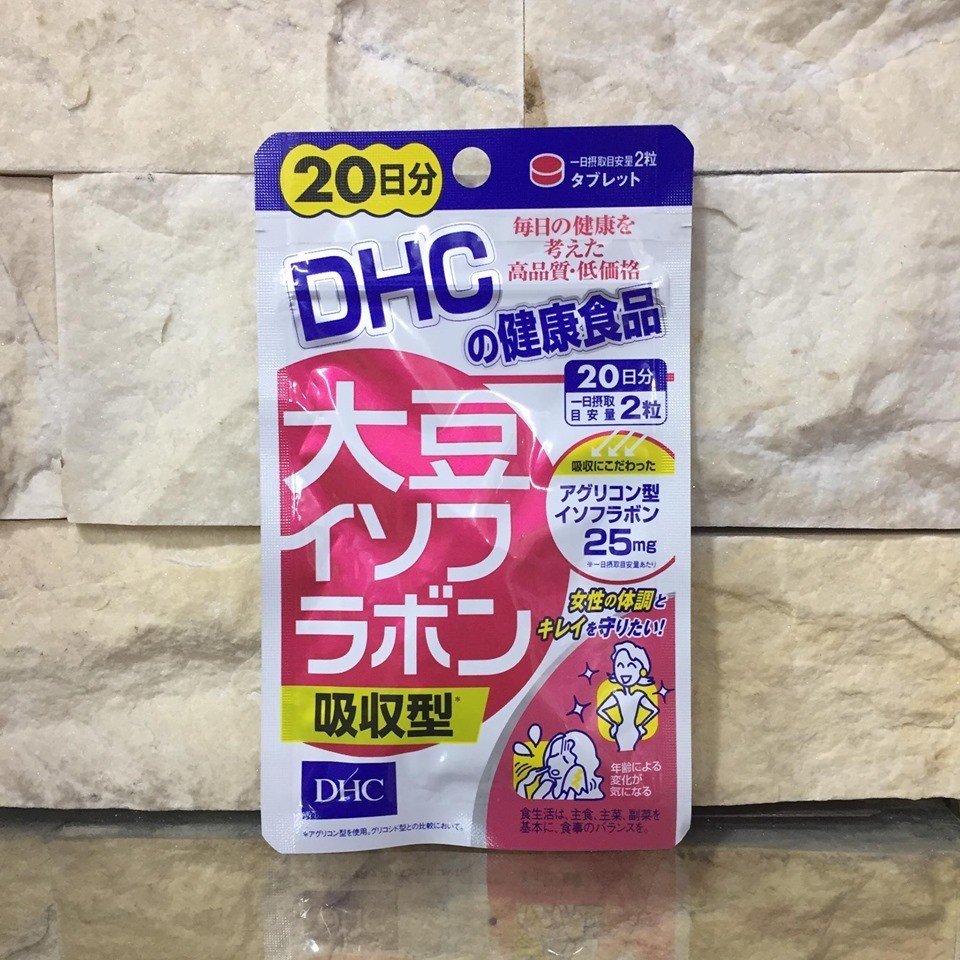 20日分
一日摂取目安量2粒
タブレット
毎日の健康を
考えた
高品質・低価格
DHC
の健康食品
20日分
一日摂取
目安量 2粒
大豆
イソフ
ラボン
吸収型*
吸収にこだわった
アグリコン型
イソフラボン
25mg
※一日摂取目安量あたり
女性の体調と
キレイを守りたい!
年齢による
変化が
気になる
DHC
*アグリコン型を使用。グリコシド型との比較において。
食生活は、主食、主菜、副菜を
基本に、食事のバランスを。